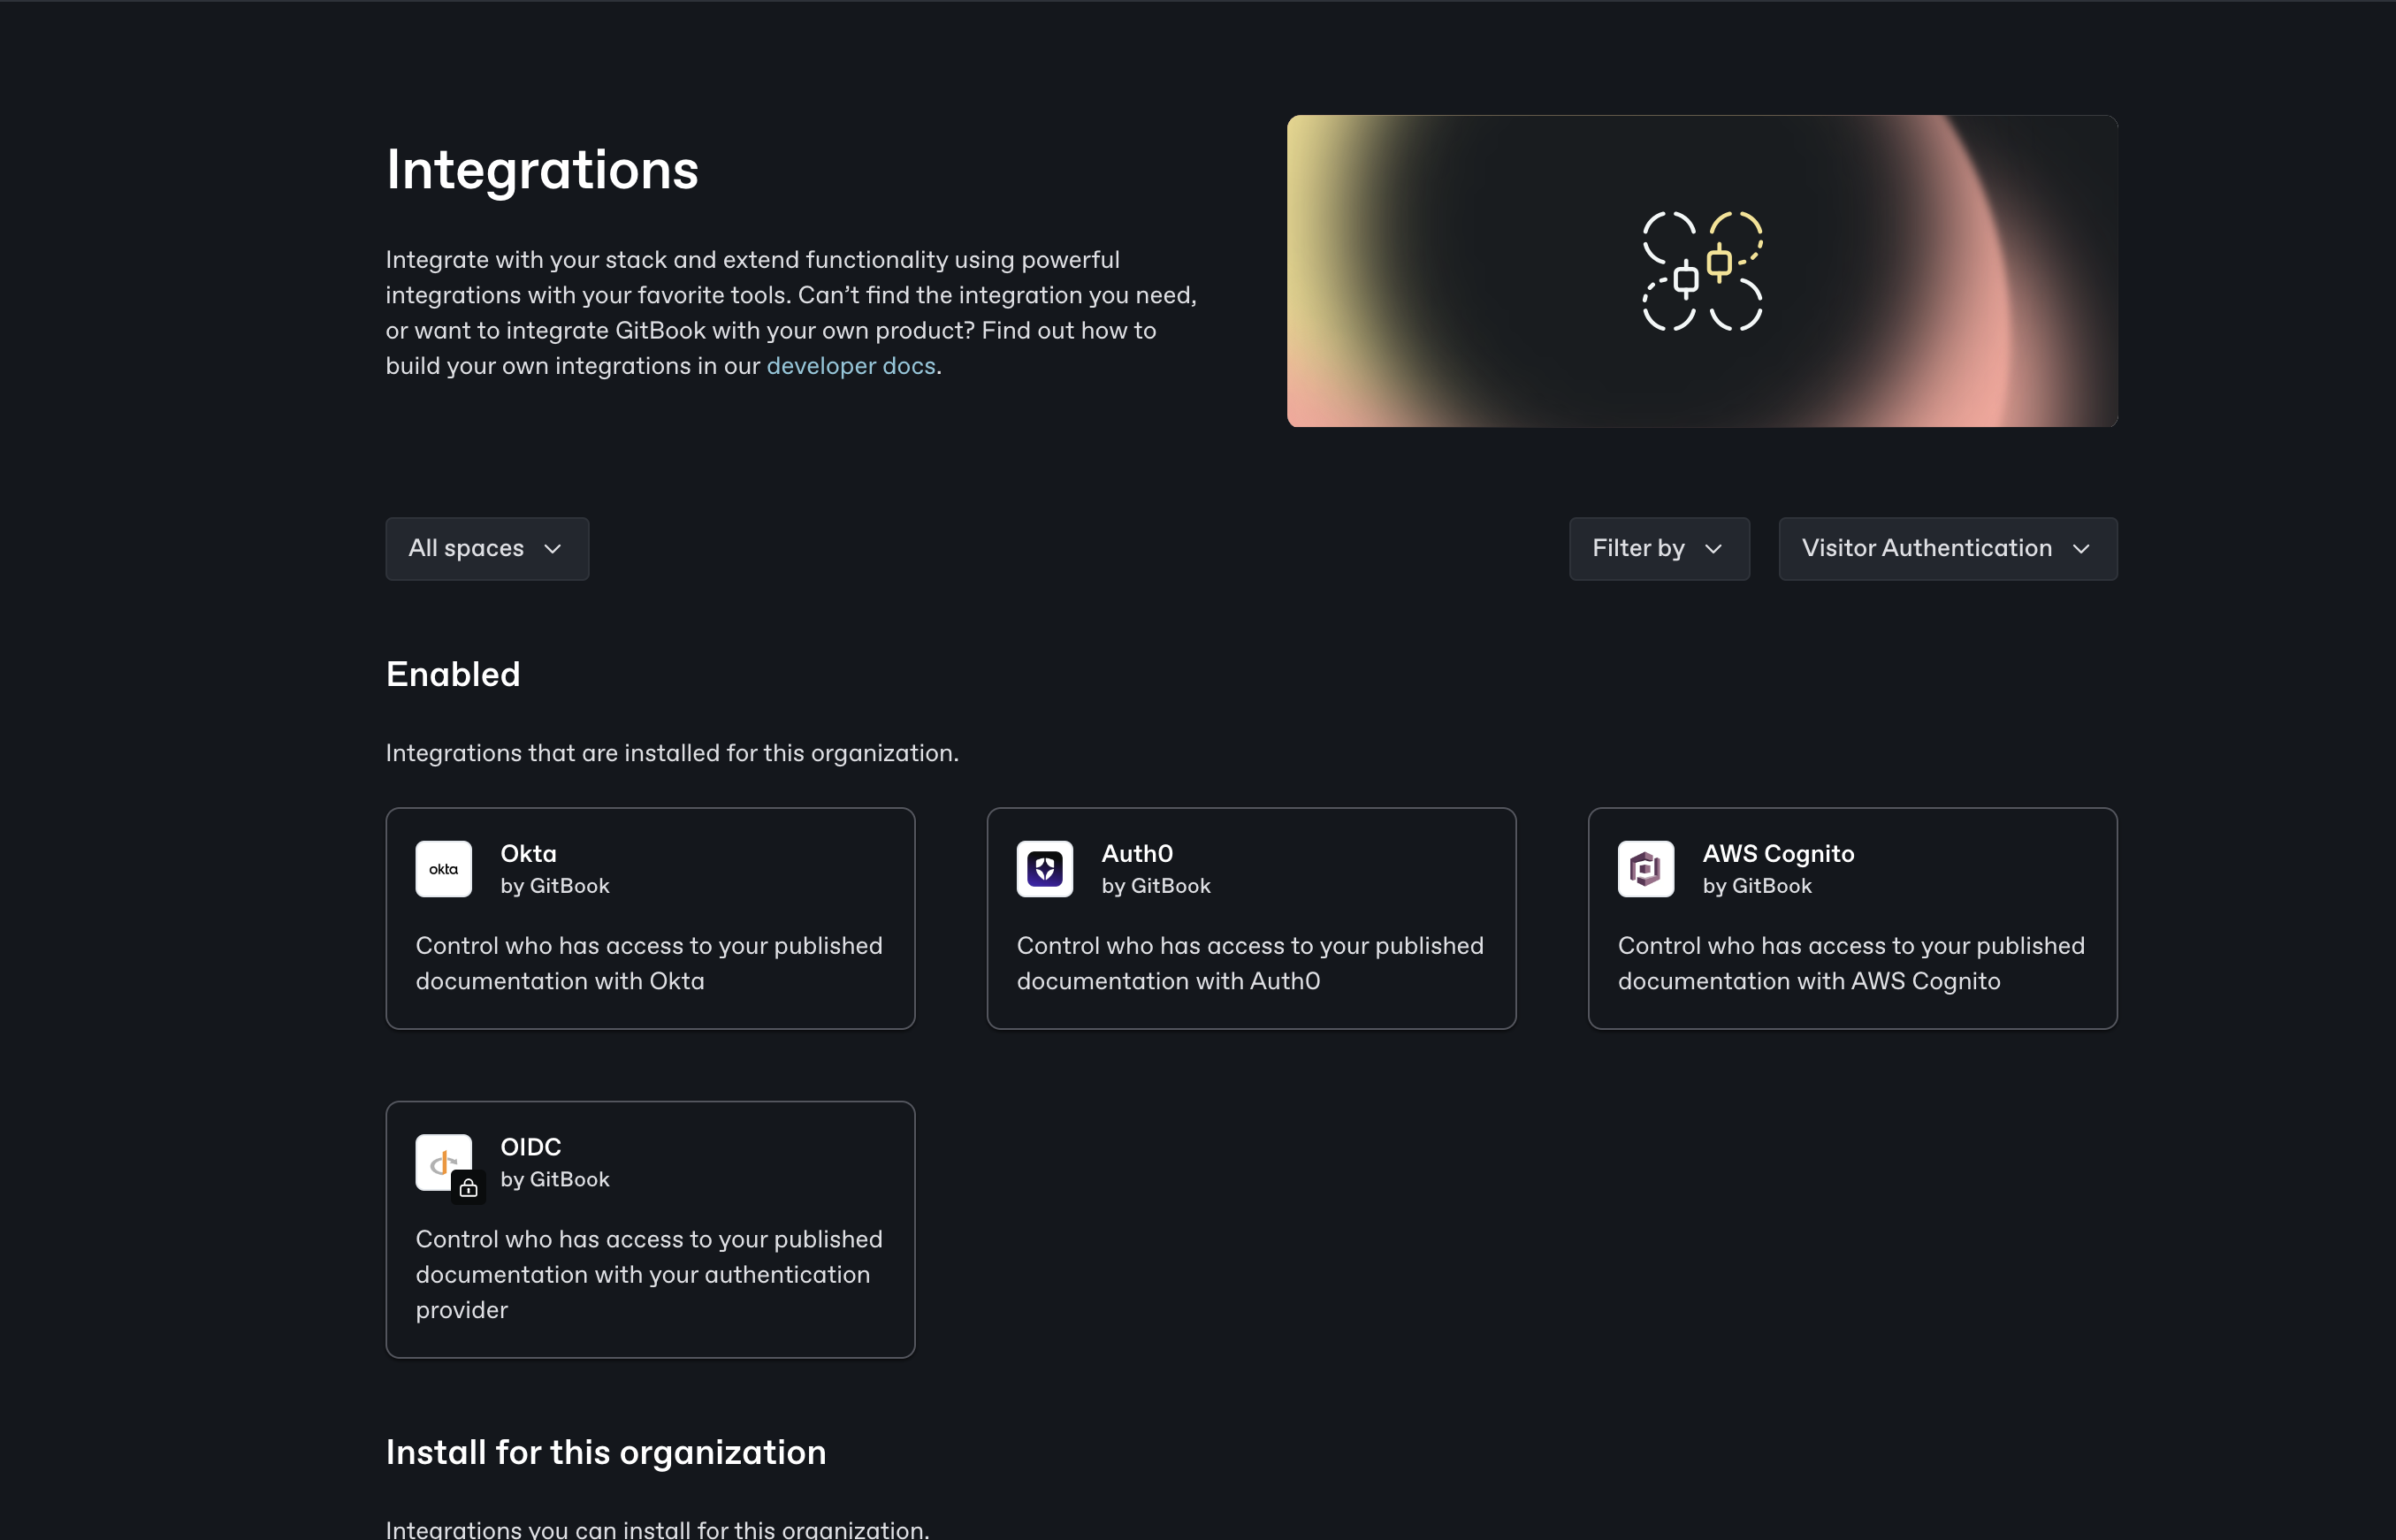 Integrations
Integrate with your stack and extend functionality using powerful
integrations with your favorite tools. Can’t find the integration you need,
or want to integrate GitBook with your own product? Find out how to
build your own integrations in our developer docs.
All spaces
Filter by
Visitor Authentication
Enabled
Integrations that are installed for this organization.
okta
Okta
by GitBook
Control who has access to your published
documentation with Okta
Auth0
by GitBook
Control who has access to your published
documentation with Auth0
AWS Cognito
by GitBook
Control who has access to your published
documentation with AWS Cognito
OIDC
by GitBook
Control who has access to your published
documentation with your authentication
provider
Install for this organization
Integrations you can install for this organization.